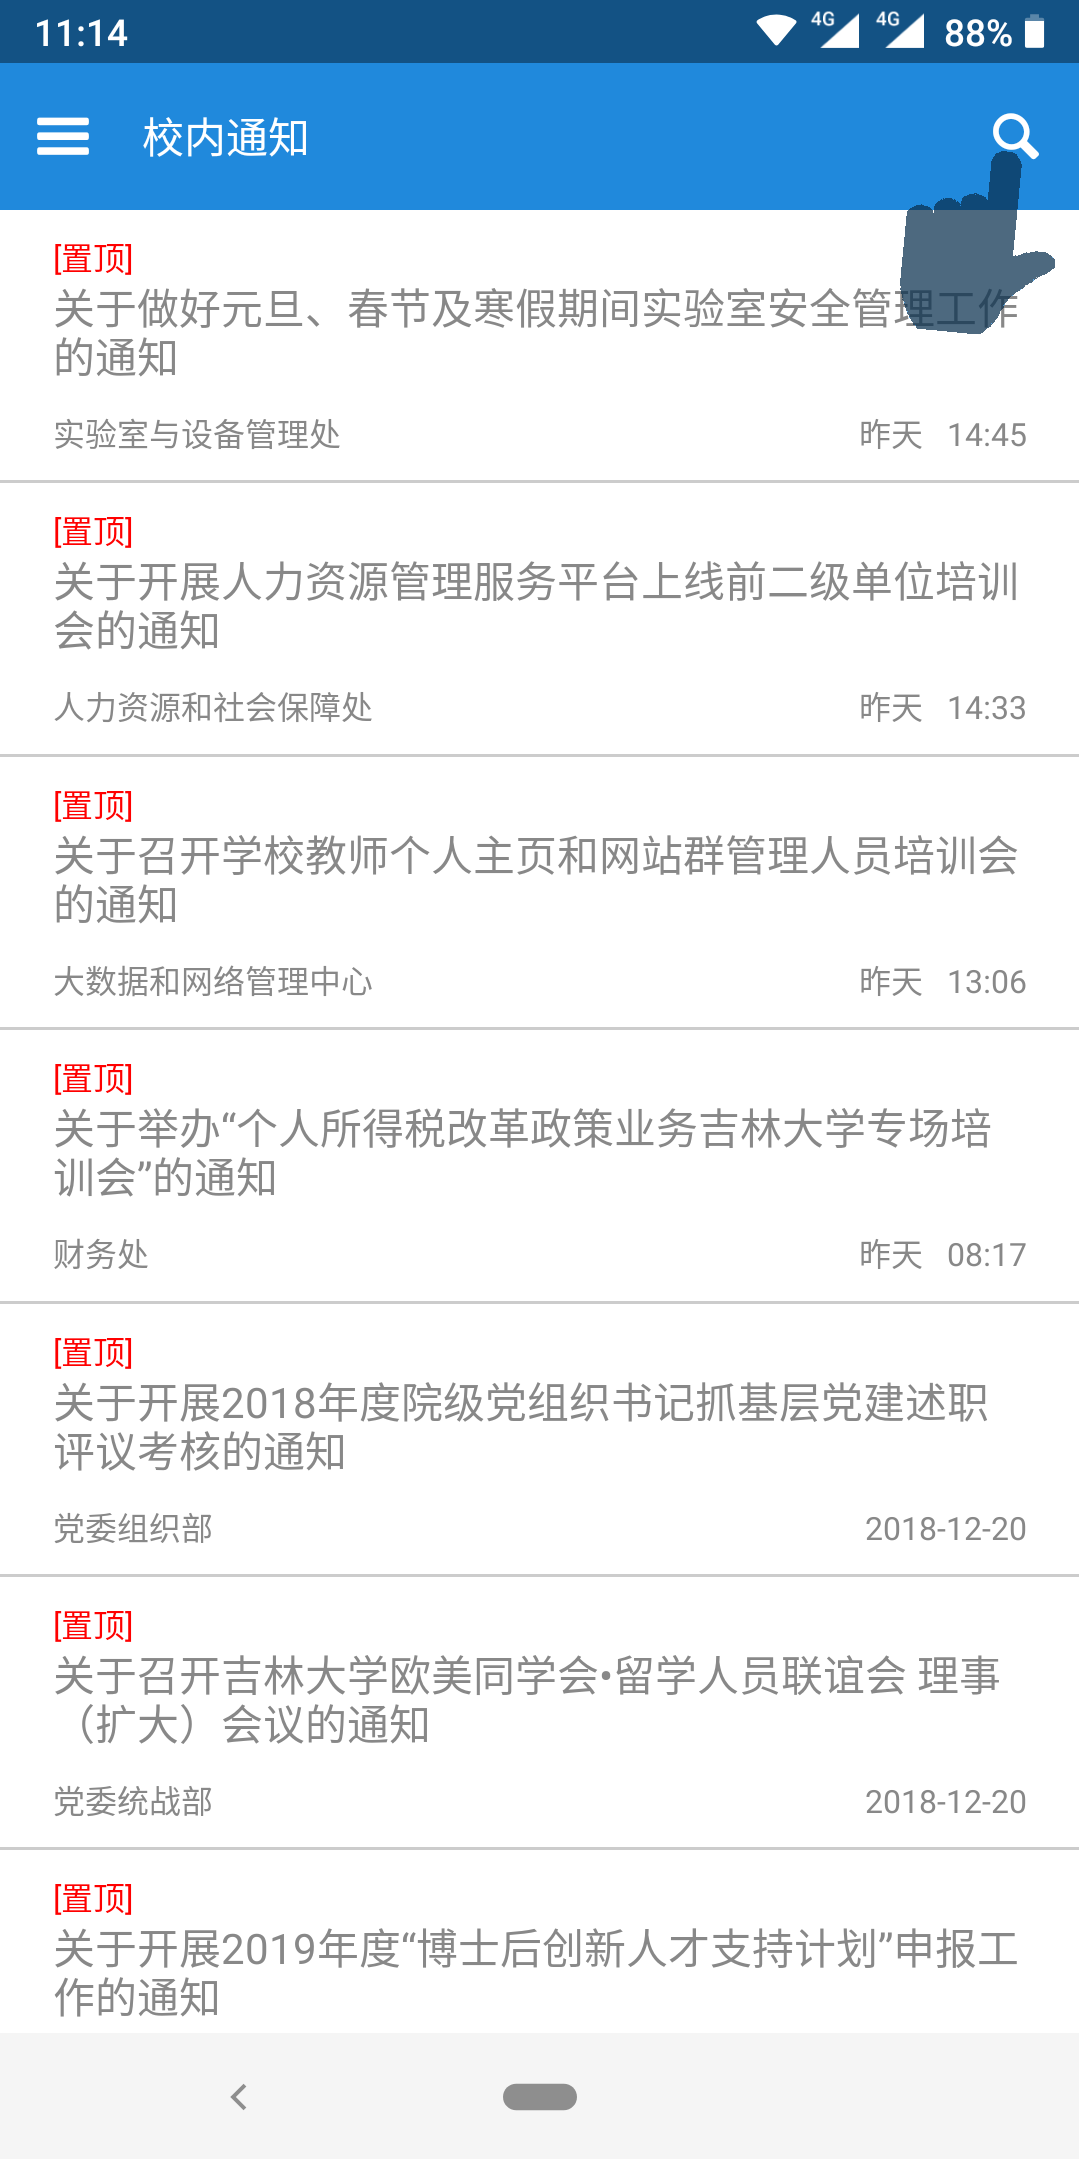 11:14 4G 4G 88%
校内通知
[置顶]
关于做好元旦、春节及寒假期间实验室安全管理工作
的通知
实验室与设备管理处 昨天 14:45
[置顶]
关于开展人力资源管理服务平台上线前二级单位培训
会的通知
人力资源和社会保障处 昨天 14:33
[置顶]
关于召开学校教师个人主页和网站群管理人员培训会
的通知
大数据和网络管理中心 昨天 13:06
[置顶]
关于举办“个人所得税改革政策业务吉林大学专场培
训会”的通知
财务处 昨天 08:17
[置顶]
关于开展2018年度院级党组织书记抓基层党建述职
评议考核的通知
党委组织部 2018-12-20
[置顶]
关于召开吉林大学欧美同学会•留学人员联谊会 理事
（扩大）会议的通知
党委统战部 2018-12-20
[置顶]
关于开展2019年度“博士后创新人才支持计划”申报工
作的通知